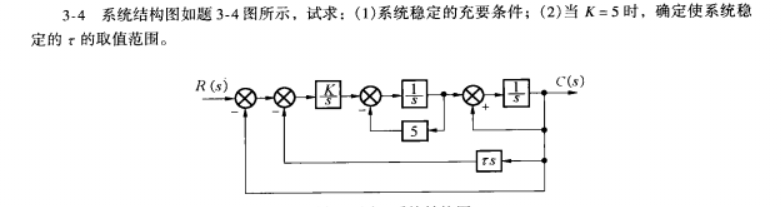 3-4 系统结构图如题3-4图所示，试求：(1)系统稳定的充要条件；(2)当 K=5时，确定使系统稳
定的 τ 的取值范围。
R(s) K/s 1/s 1/s C(s)
5
τs